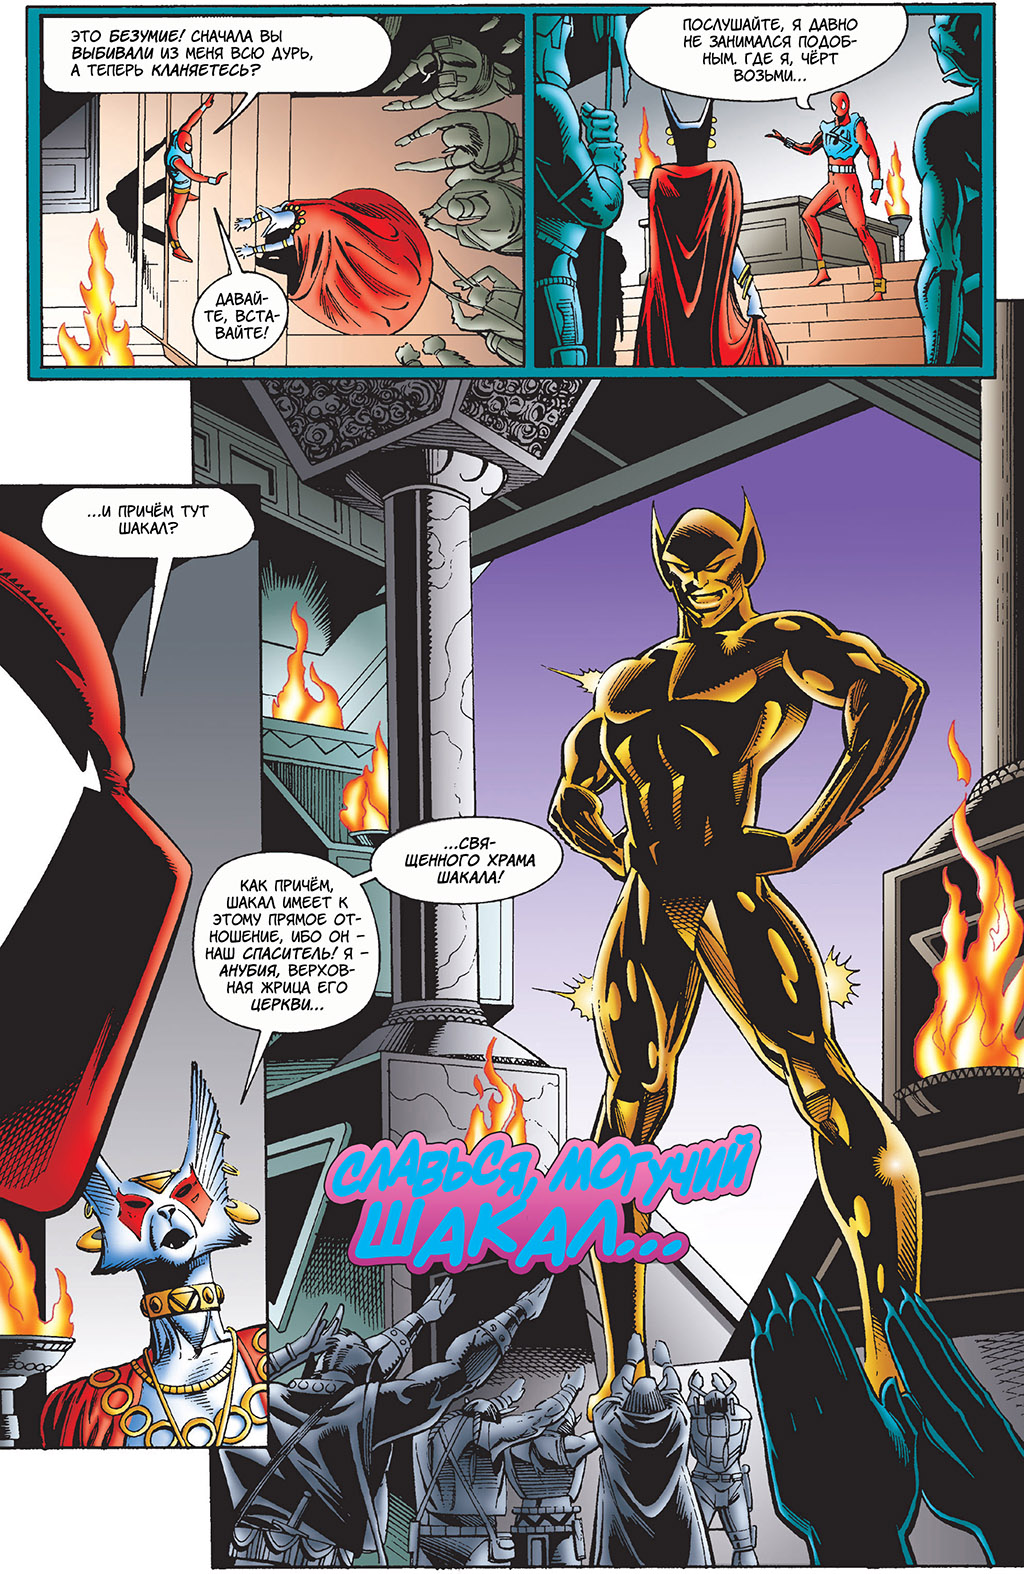 ЭТО БЕЗУМИЕ! СНАЧАЛА ВЫ
ВЫБИВАЛИ ИЗ МЕНЯ ВСЮ ДУРЬ,
А ТЕПЕРЬ КЛАНЯЕТЕСЬ?
ДАВАЙ-
ТЕ, ВСТА-
ВАЙТЕ!
ПОСЛУШАЙТЕ, Я ДАВНО
НЕ ЗАНИМАЛСЯ ПОДОБ-
НЫМ. ГДЕ Я, ЧЁРТ
ВОЗЬМИ...
...И ПРИЧЁМ ТУТ
ШАКАЛ?
КАК ПРИЧЁМ,
ШАКАЛ ИМЕЕТ К
ЭТОМУ ПРЯМОЕ ОТ-
НОШЕНИЕ, ИБО ОН –
НАШ СПАСИТЕЛЬ! Я –
АНУБИЯ, ВЕРХОВ-
НАЯ ЖРИЦА ЕГО
ЦЕРКВИ...
...СВЯ-
ЩЕННОГО ХРАМА
ШАКАЛА!
СЛАВЬСЯ, МОГУЧИЙ
ШАКАЛ...